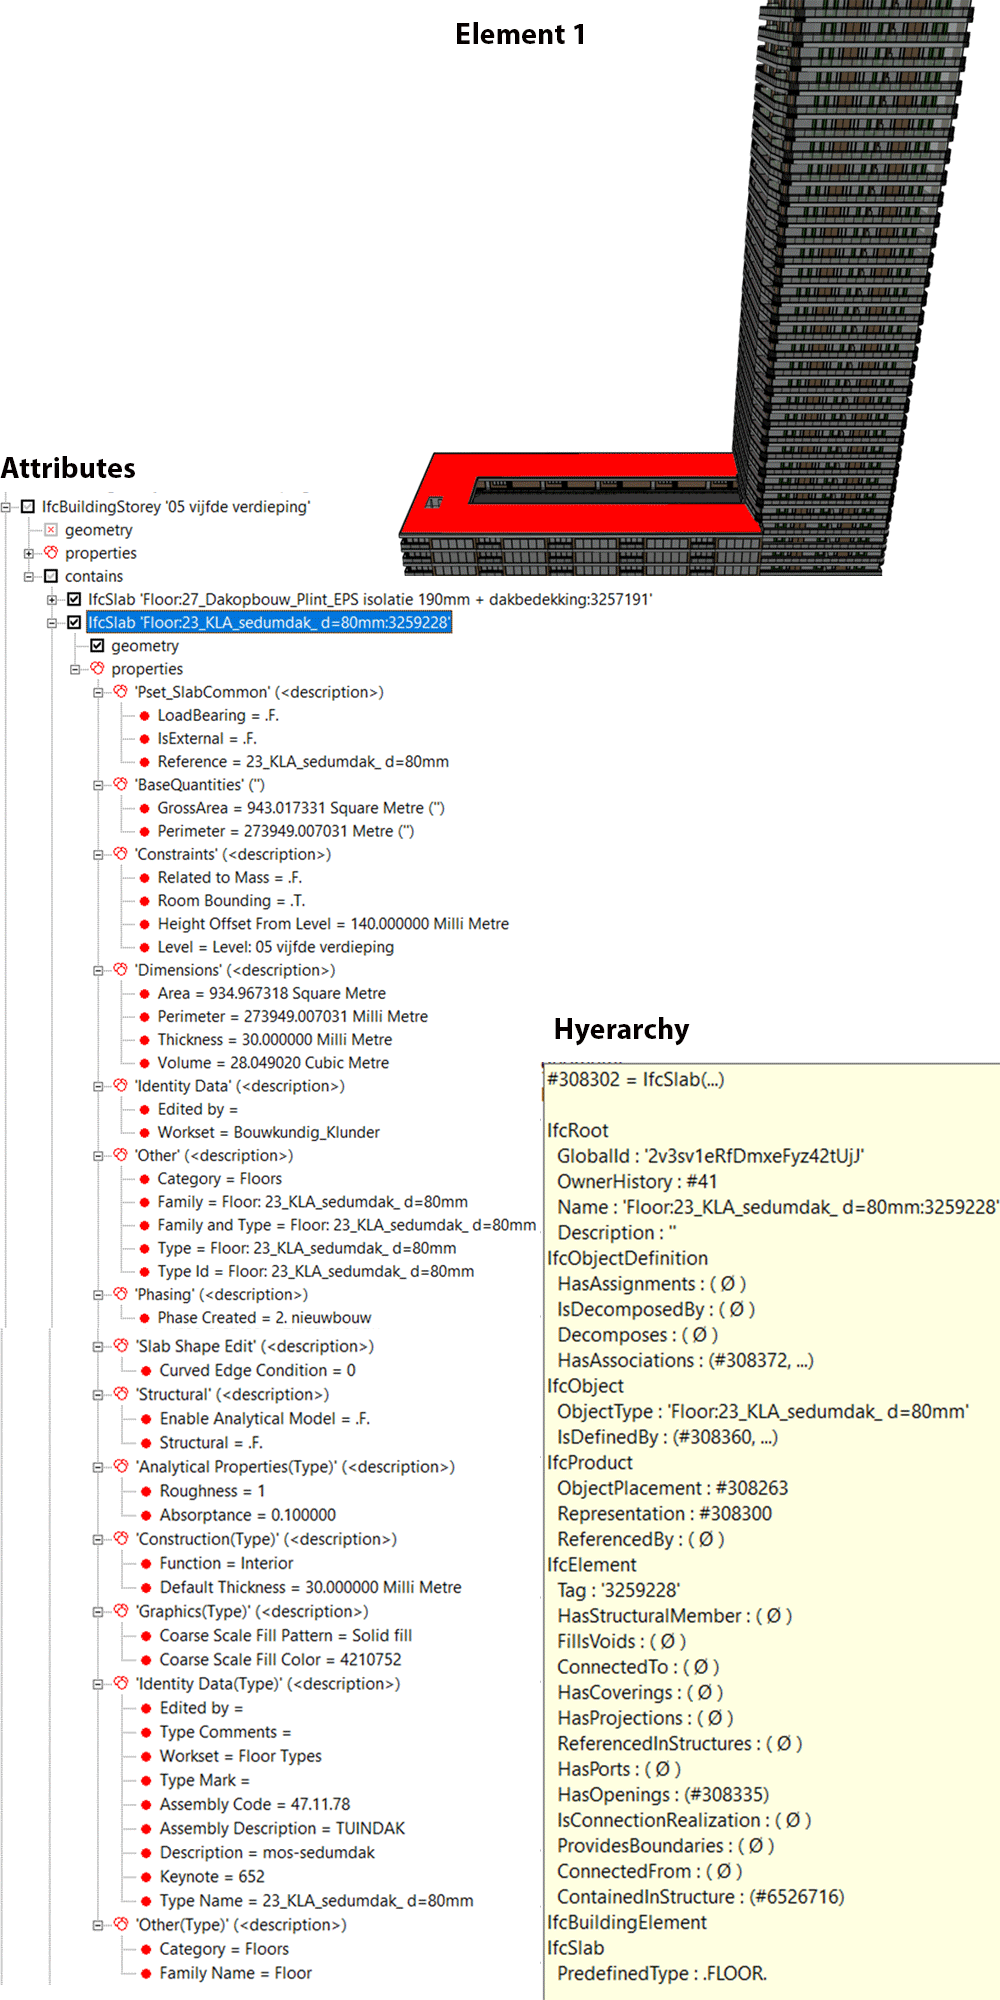 Element 1
Attributes
IfcBuildingStorey '05 vijfde verdieping'
geometry
properties
contains
IfcSlab 'Floor:27_Dakopbouw_Plint_EPS isolatie 190mm + dakbedekking:3257191'
IfcSlab 'Floor:23_KLA_sedumdak_ d=80mm:3259228'
geometry
properties
'Pset_SlabCommon' (<description>)
LoadBearing = .F.
IsExternal = .F.
Reference = 23_KLA_sedumdak_ d=80mm
'BaseQuantities' ('')
GrossArea = 943.017331 Square Metre ('')
Perimeter = 273949.007031 Metre ('')
'Constraints' (<description>)
Related to Mass = .F.
Room Bounding = .T.
Height Offset From Level = 140.000000 Milli Metre
Level = Level: 05 vijfde verdieping
'Dimensions' (<description>)
Area = 934.967318 Square Metre
Perimeter = 273949.007031 Milli Metre
Thickness = 30.000000 Milli Metre
Volume = 28.049020 Cubic Metre
'Identity Data' (<description>)
Edited by =
Workset = Bouwkundig_Klunder
'Other' (<description>)
Category = Floors
Family = Floor: 23_KLA_sedumdak_ d=80mm
Family and Type = Floor: 23_KLA_sedumdak_ d=80mm
Type = Floor: 23_KLA_sedumdak_ d=80mm
Type Id = Floor: 23_KLA_sedumdak_ d=80mm
'Phasing' (<description>)
Phase Created = 2. nieuwbouw
'Slab Shape Edit' (<description>)
Curved Edge Condition = 0
'Structural' (<description>)
Enable Analytical Model = .F.
Structural = .F.
'Analytical Properties(Type)' (<description>)
Roughness = 1
Absorptance = 0.100000
'Construction(Type)' (<description>)
Function = Interior
Default Thickness = 30.000000 Milli Metre
'Graphics(Type)' (<description>)
Coarse Scale Fill Pattern = Solid fill
Coarse Scale Fill Color = 4210752
'Identity Data(Type)' (<description>)
Edited by =
Type Comments =
Workset = Floor Types
Type Mark =
Assembly Code = 47.11.78
Assembly Description = TUINDAK
Description = mos-sedumdak
Keynote = 652
Type Name = 23_KLA_sedumdak_ d=80mm
'Other(Type)' (<description>)
Category = Floors
Family Name = Floor
Hyerarchy
#308302 = IfcSlab(...)
IfcRoot
GlobalId : '2v3sv1eRfDmxeFyz42tUjJ'
OwnerHistory : #41
Name : 'Floor:23_KLA_sedumdak_ d=80mm:3259228'
Description : ''
IfcObjectDefinition
HasAssignments : ( Ø )
IsDecomposedBy : ( Ø )
Decomposes : ( Ø )
HasAssociations : (#308372, ...)
IfcObject
ObjectType : 'Floor:23_KLA_sedumdak_ d=80mm'
IsDefinedBy : (#308360, ...)
IfcProduct
ObjectPlacement : #308263
Representation : #308300
ReferencedBy : ( Ø )
IfcElement
Tag : '3259228'
HasStructuralMember : ( Ø )
FillsVoids : ( Ø )
ConnectedTo : ( Ø )
HasCoverings : ( Ø )
HasProjections : ( Ø )
ReferencedInStructures : ( Ø )
HasPorts : ( Ø )
HasOpenings : (#308335)
IsConnectionRealization : ( Ø )
ProvidesBoundaries : ( Ø )
ConnectedFrom : ( Ø )
ContainedInStructure : (#6526716)
IfcBuildingElement
IfcSlab
PredefinedType : .FLOOR.